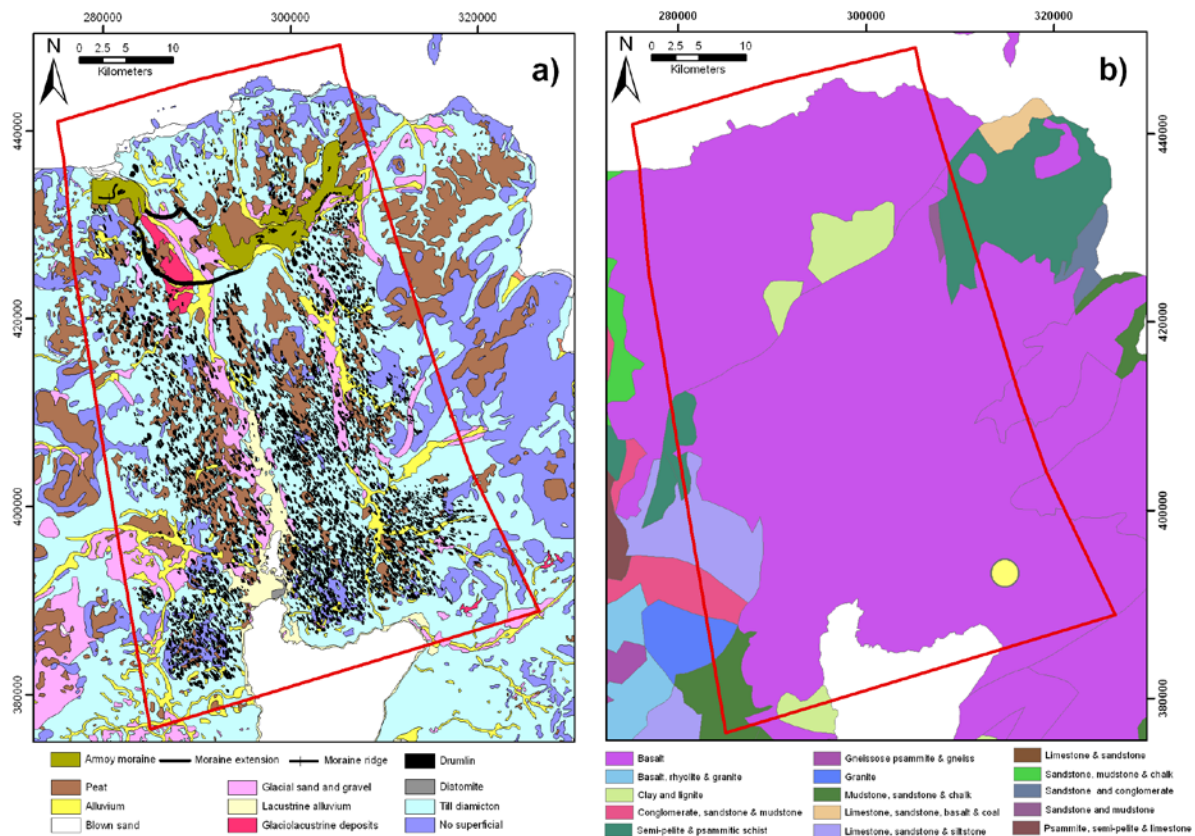 280000 300000 320000
N 0 2.5 5 10
Kilometers
a)
440000
420000
400000
380000
280000 300000 320000
N 0 2.5 5 10
Kilometers
b)
440000
420000
400000
380000
Armoy moraine Moraine extension Moraine ridge Drumlin
Peat Glacial sand and gravel Distomite
Alluvium Lacustrine alluvium Till diamicton
Blown sand Glaciolacustrine deposits No superficial
Basalt Gneissose psammite & gneiss Limestone & sandstone
Basalt, rhyolite & granite Granite Sandstone, mudstone & chalk
Clay and lignite Mudstone, sandstone & chalk Sandstone and conglomerate
Conglomerate, sandstone & mudstone Limestone, sandstone, basalt & coal Sandstone and mudstone
Semi-pelite & psammitic schist Limestone, sandstone & siltstone Psammite, semi-pelite & limestone